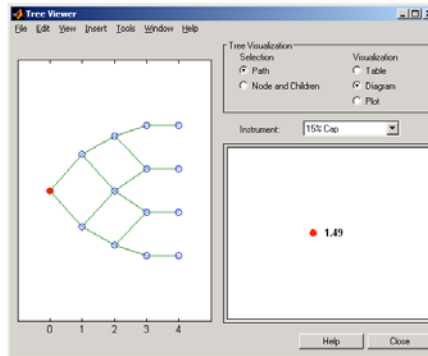 Tree Viewer
File Edit View Insert Tools Window Help
Tree Visualization
Selection
Visualization
Path
Table
Node and Children
Diagram
Plot
Instrument:
15% Cap
1.49
0 1 2 3 4
Help
Close